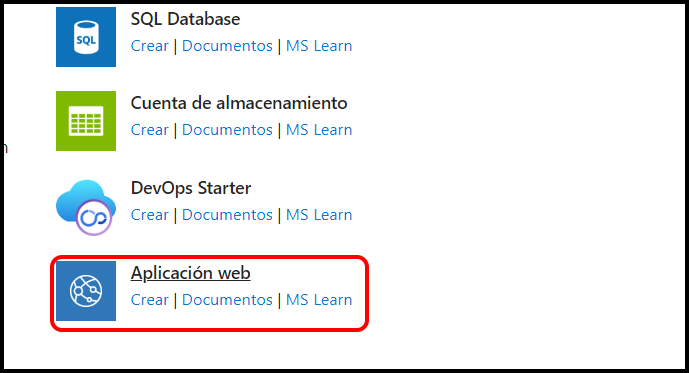 SQL Database
SQL
Crear | Documentos | MS Learn
Cuenta de almacenamiento
Crear | Documentos | MS Learn
n
DevOps Starter
Crear | Documentos | MS Learn
Aplicación web
Crear | Documentos | MS Learn